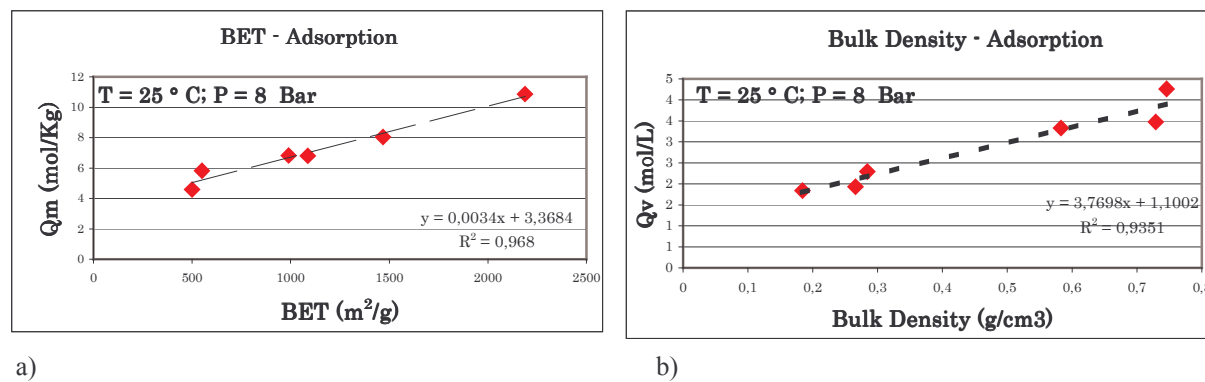 BET - Adsorption
T = 25 ° C; P = 8 Bar
Qm (mol/Kg)
12
10
8
6
4
2
0
y = 0,0034x + 3,3684
R² = 0,968
0 500 1000 1500 2000 2500
BET (m²/g)
a)
Bulk Density - Adsorption
T = 25 ° C; P = 8 Bar
Qv (mol/L)
5
4
4
3
3
2
2
1
1
0
y = 3,7698x + 1,1002
R² = 0,9351
0 0,1 0,2 0,3 0,4 0,5 0,6 0,7
Bulk Density (g/cm3)
b)